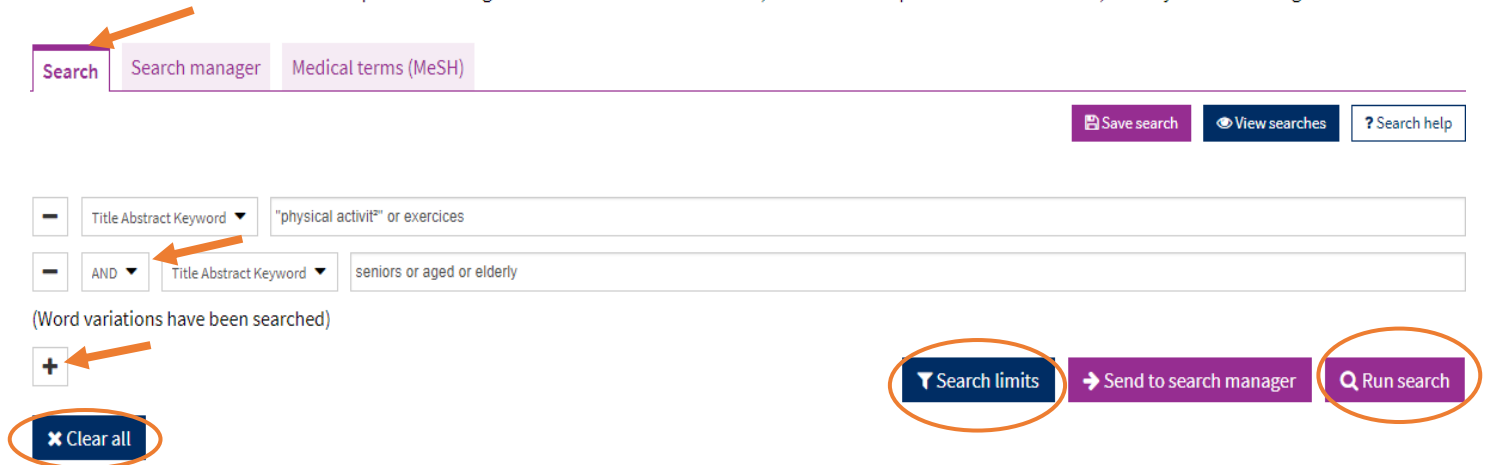 Search Search manager Medical terms (MeSH)
Save search View searches ? Search help
Title Abstract Keyword "physical activit²" or exercices
AND Title Abstract Keyword seniors or aged or elderly
(Word variations have been searched)
Search limits Send to search manager Run search
Clear all